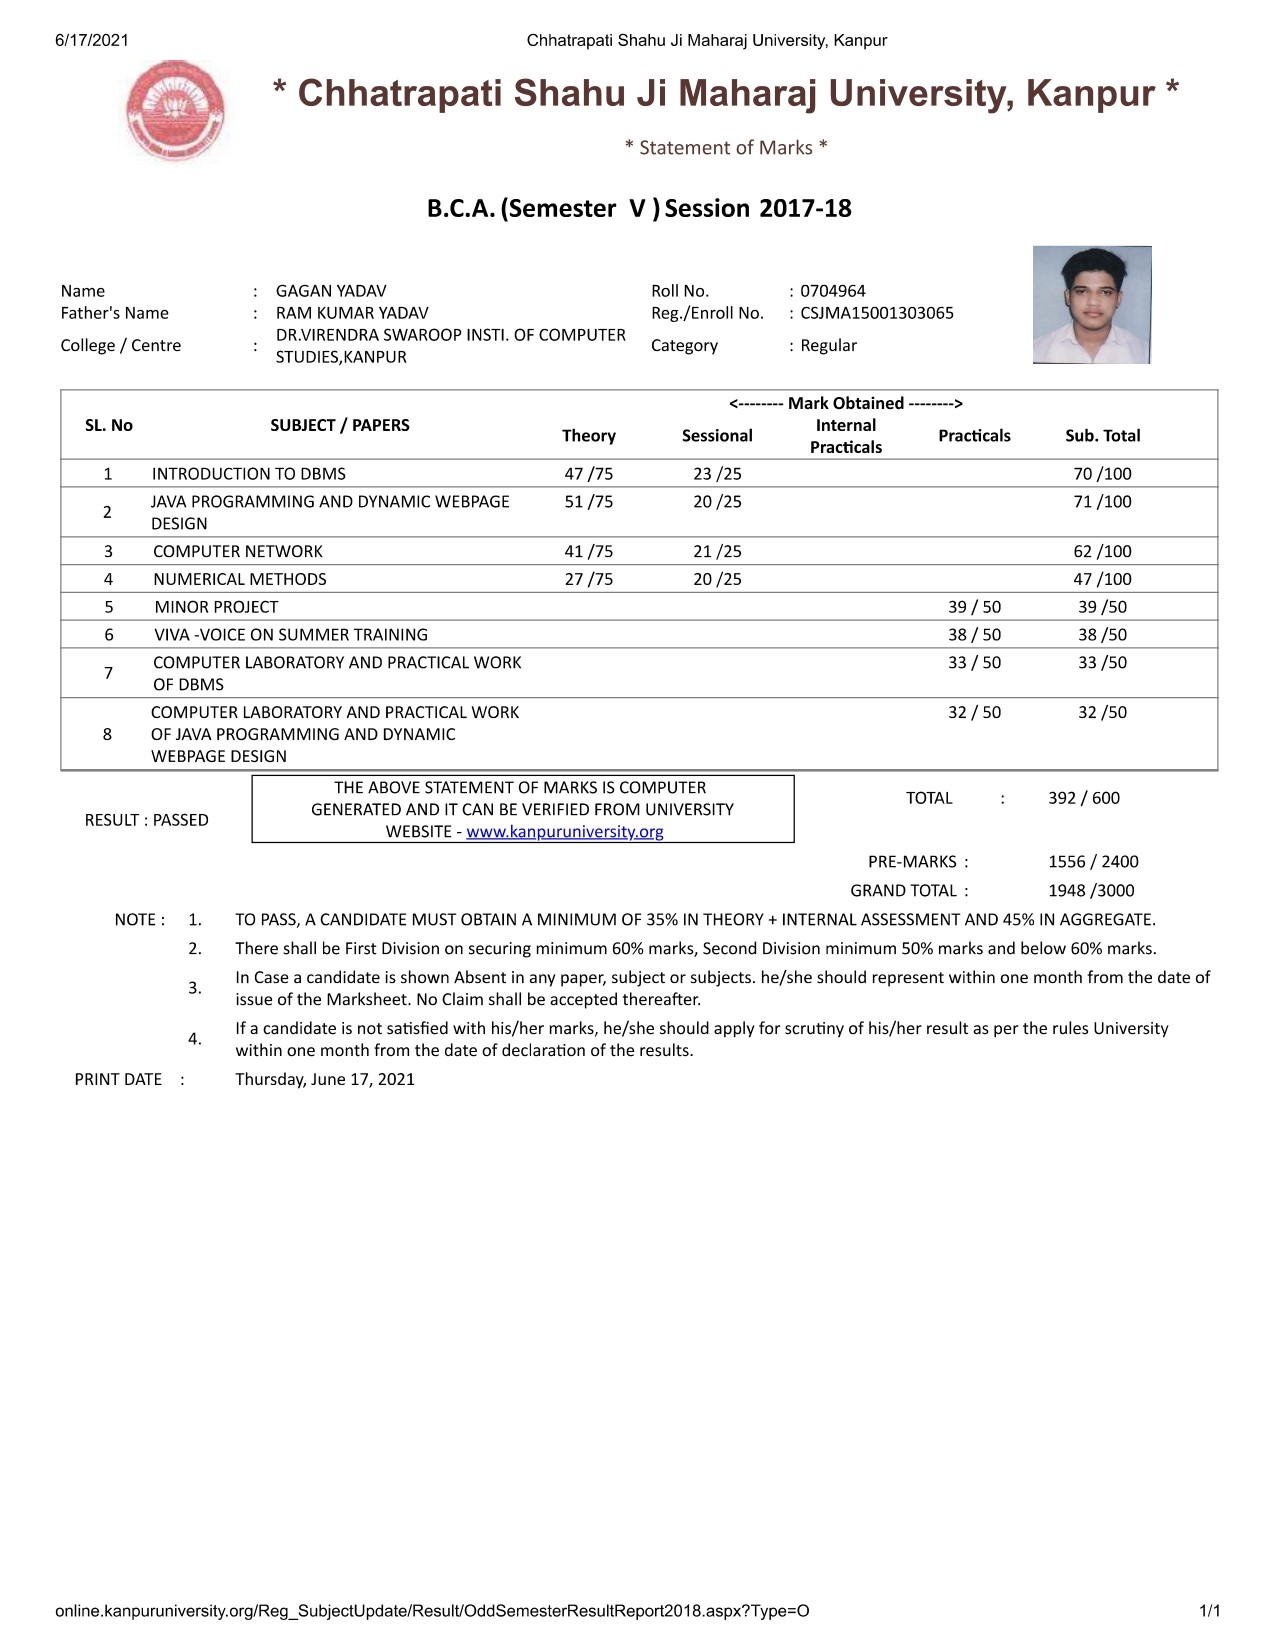 6/17/2021 Chhatrapati Shahu Ji Maharaj University, Kanpur
* Chhatrapati Shahu Ji Maharaj University, Kanpur *
* Statement of Marks *
B.C.A. (Semester V ) Session 2017-18
Name : GAGAN YADAV Roll No. : 0704964
Father's Name : RAM KUMAR YADAV Reg./Enroll No. : CSJMA15001303065
College / Centre : DR.VIRENDRA SWAROOP INSTI. OF COMPUTER
STUDIES,KANPUR Category : Regular
<-------- Mark Obtained -------->
SL. No SUBJECT / PAPERS Theory Sessional Internal
Practicals Practicals Sub. Total
1 INTRODUCTION TO DBMS 47 /75 23 /25 70 /100
2 JAVA PROGRAMMING AND DYNAMIC WEBPAGE 51 /75 20 /25 71 /100
DESIGN
3 COMPUTER NETWORK 41 /75 21 /25 62 /100
4 NUMERICAL METHODS 27 /75 20 /25 47 /100
5 MINOR PROJECT 39 / 50 39 /50
6 VIVA -VOICE ON SUMMER TRAINING 38 / 50 38 /50
7 COMPUTER LABORATORY AND PRACTICAL WORK 33 / 50 33 /50
OF DBMS
8 COMPUTER LABORATORY AND PRACTICAL WORK 32 / 50 32 /50
OF JAVA PROGRAMMING AND DYNAMIC
WEBPAGE DESIGN
RESULT : PASSED
THE ABOVE STATEMENT OF MARKS IS COMPUTER
GENERATED AND IT CAN BE VERIFIED FROM UNIVERSITY
WEBSITE - www.kanpuruniversity.org
TOTAL : 392 / 600
PRE-MARKS : 1556 / 2400
GRAND TOTAL : 1948 /3000
NOTE : 1. TO PASS, A CANDIDATE MUST OBTAIN A MINIMUM OF 35% IN THEORY + INTERNAL ASSESSMENT AND 45% IN AGGREGATE.
2. There shall be First Division on securing minimum 60% marks, Second Division minimum 50% marks and below 60% marks.
3. In Case a candidate is shown Absent in any paper, subject or subjects. he/she should represent within one month from the date of
issue of the Marksheet. No Claim shall be accepted thereafter.
4. If a candidate is not satisfied with his/her marks, he/she should apply for scrutiny of his/her result as per the rules University
within one month from the date of declaration of the results.
PRINT DATE : Thursday, June 17, 2021
online.kanpuruniversity.org/Reg_SubjectUpdate/Result/OddSemesterResultReport2018.aspx?Type=O 1/1